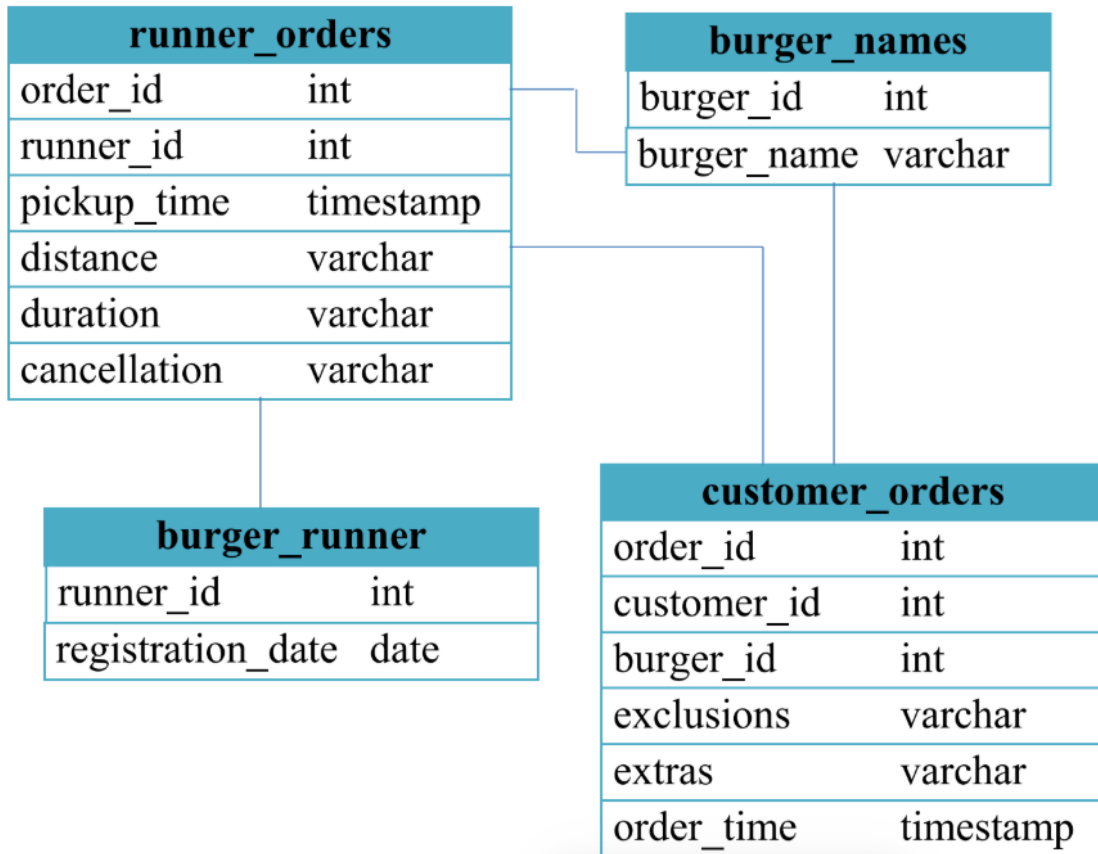 runner_orders
order_id int
runner_id int
pickup_time timestamp
distance varchar
duration varchar
cancellation varchar
burger_names
burger_id int
burger_name varchar
burger_runner
runner_id int
registration_date date
customer_orders
order_id int
customer_id int
burger_id int
exclusions varchar
extras varchar
order_time timestamp